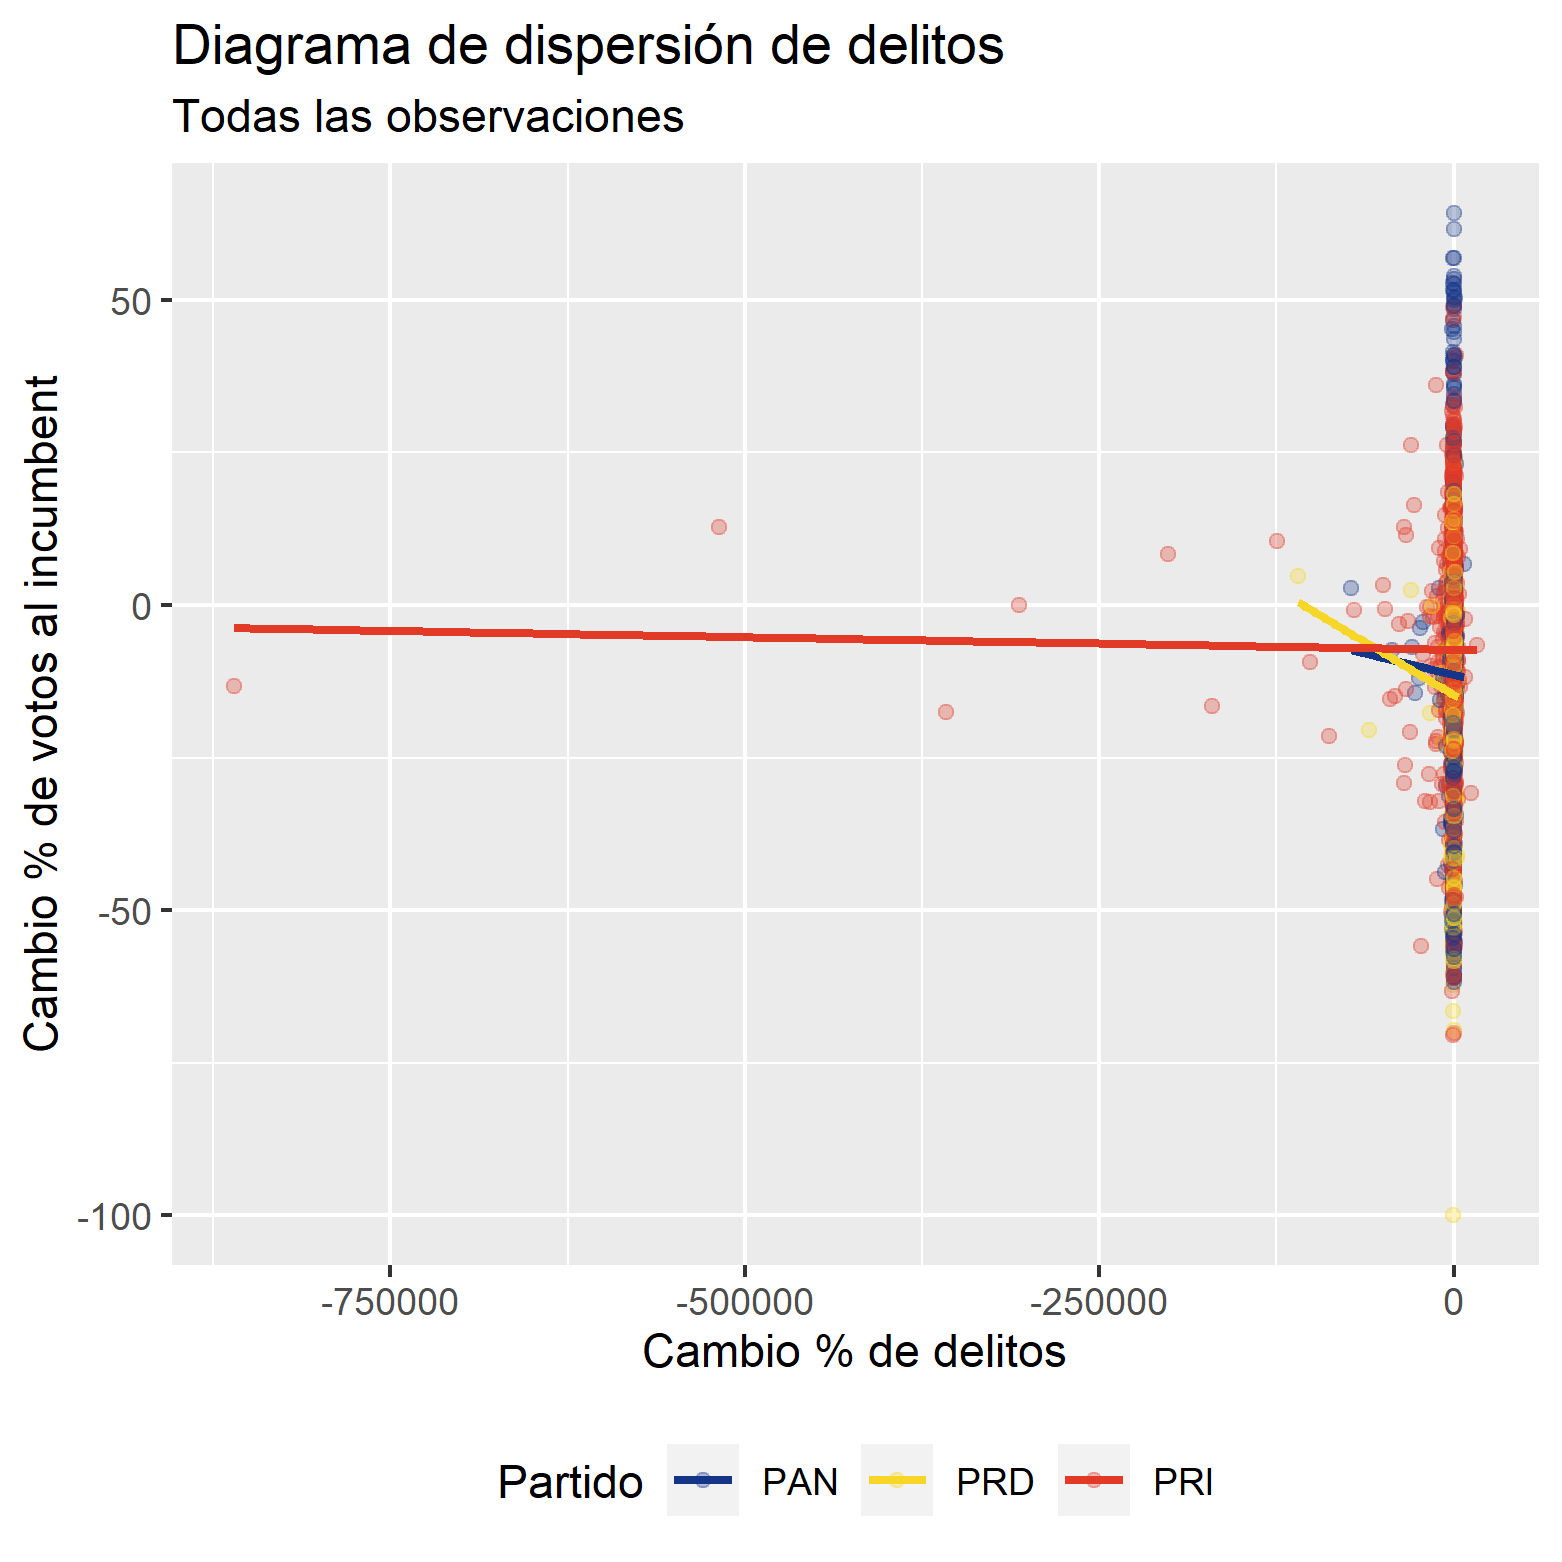 Diagrama de dispersión de delitos
Todas las observaciones
Cambio % de votos al incumbent
50
0
-50
-100
-750000
-500000
-250000
0
Cambio % de delitos
Partido PAN PRD PRI